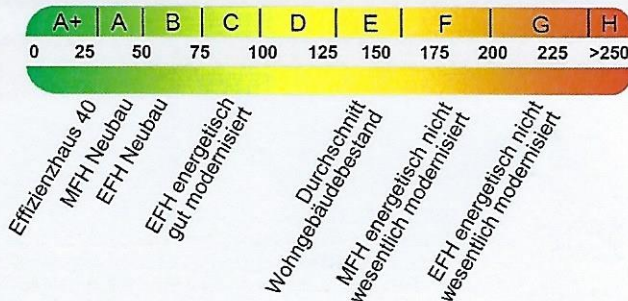 A+ A B C D E F G H
0 25 50 75 100 125 150 175 200 225 >250
Effizienzhaus 40
MFH Neubau
EFH Neubau
EFH energetisch
gut modernisiert
Durchschnitt
Wohngebäudebestand
MFH energetisch nicht
wesentlich modernisiert
EFH energetisch nicht
wesentlich modernisiert